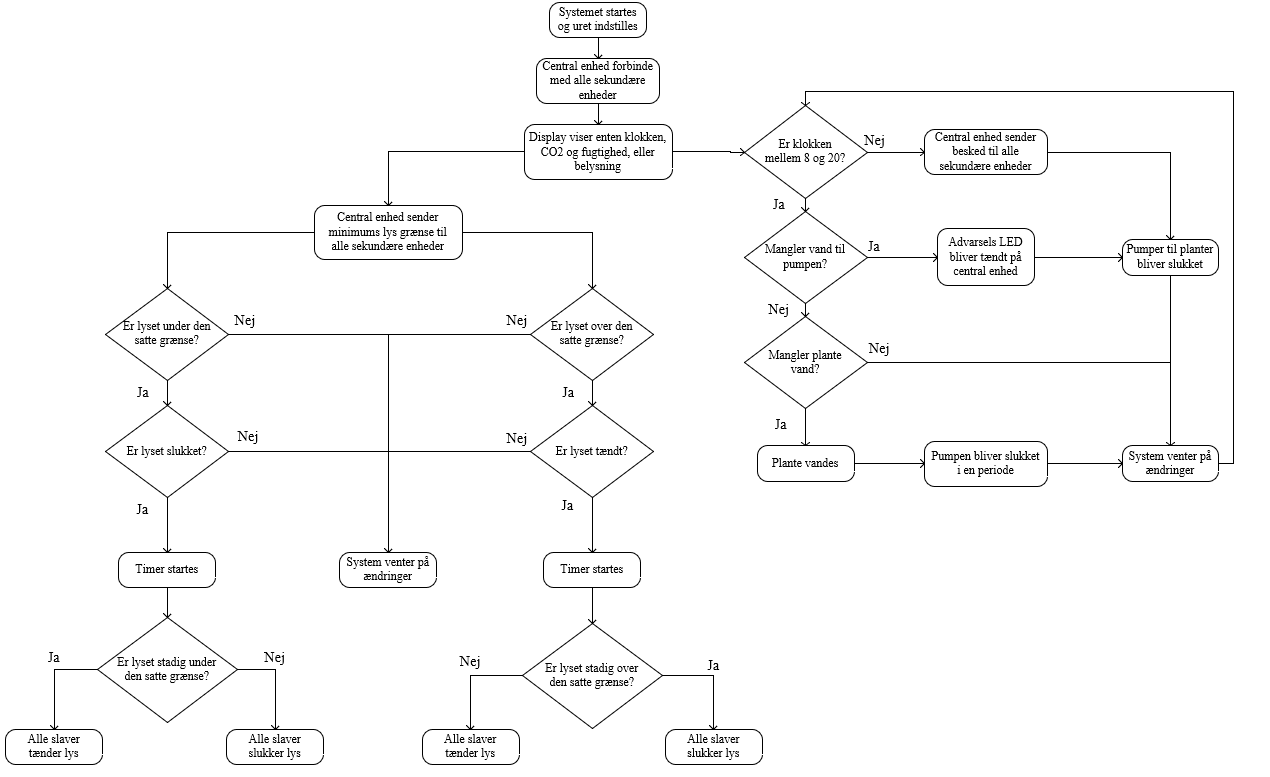 Systemet startes
og uret indstilles
Central enhed forbinde
med alle sekundære
enheder
Display viser enten klokken,
CO2 og fugtighed, eller
belysning
Er klokken
mellem 8 og 20?
Nej
Central enhed sender
besked til alle
sekundære enheder
Ja
Mangler vand til
pumpen?
Ja
Advarsels LED
bliver tændt på
central enhed
Pumper til planter
bliver slukket
Nej
Mangler plante
vand?
Nej
Ja
Plante vandes
Pumpen bliver slukket
i en periode
System venter på
ændringer
Central enhed sender
minimums lys grænse til
alle sekundære enheder
Er lyset under den
satte grænse?
Nej
Nej
Er lyset over den
satte grænse?
Ja
Ja
Er lyset slukket?
Nej
Nej
Er lyset tændt?
Ja
Ja
Timer startes
System venter på
ændringer
Timer startes
Er lyset stadig under
den satte grænse?
Ja
Nej
Er lyset stadig over
den satte grænse?
Nej
Ja
Alle slaver
tænder lys
Alle slaver
slukker lys
Alle slaver
tænder lys
Alle slaver
slukker lys